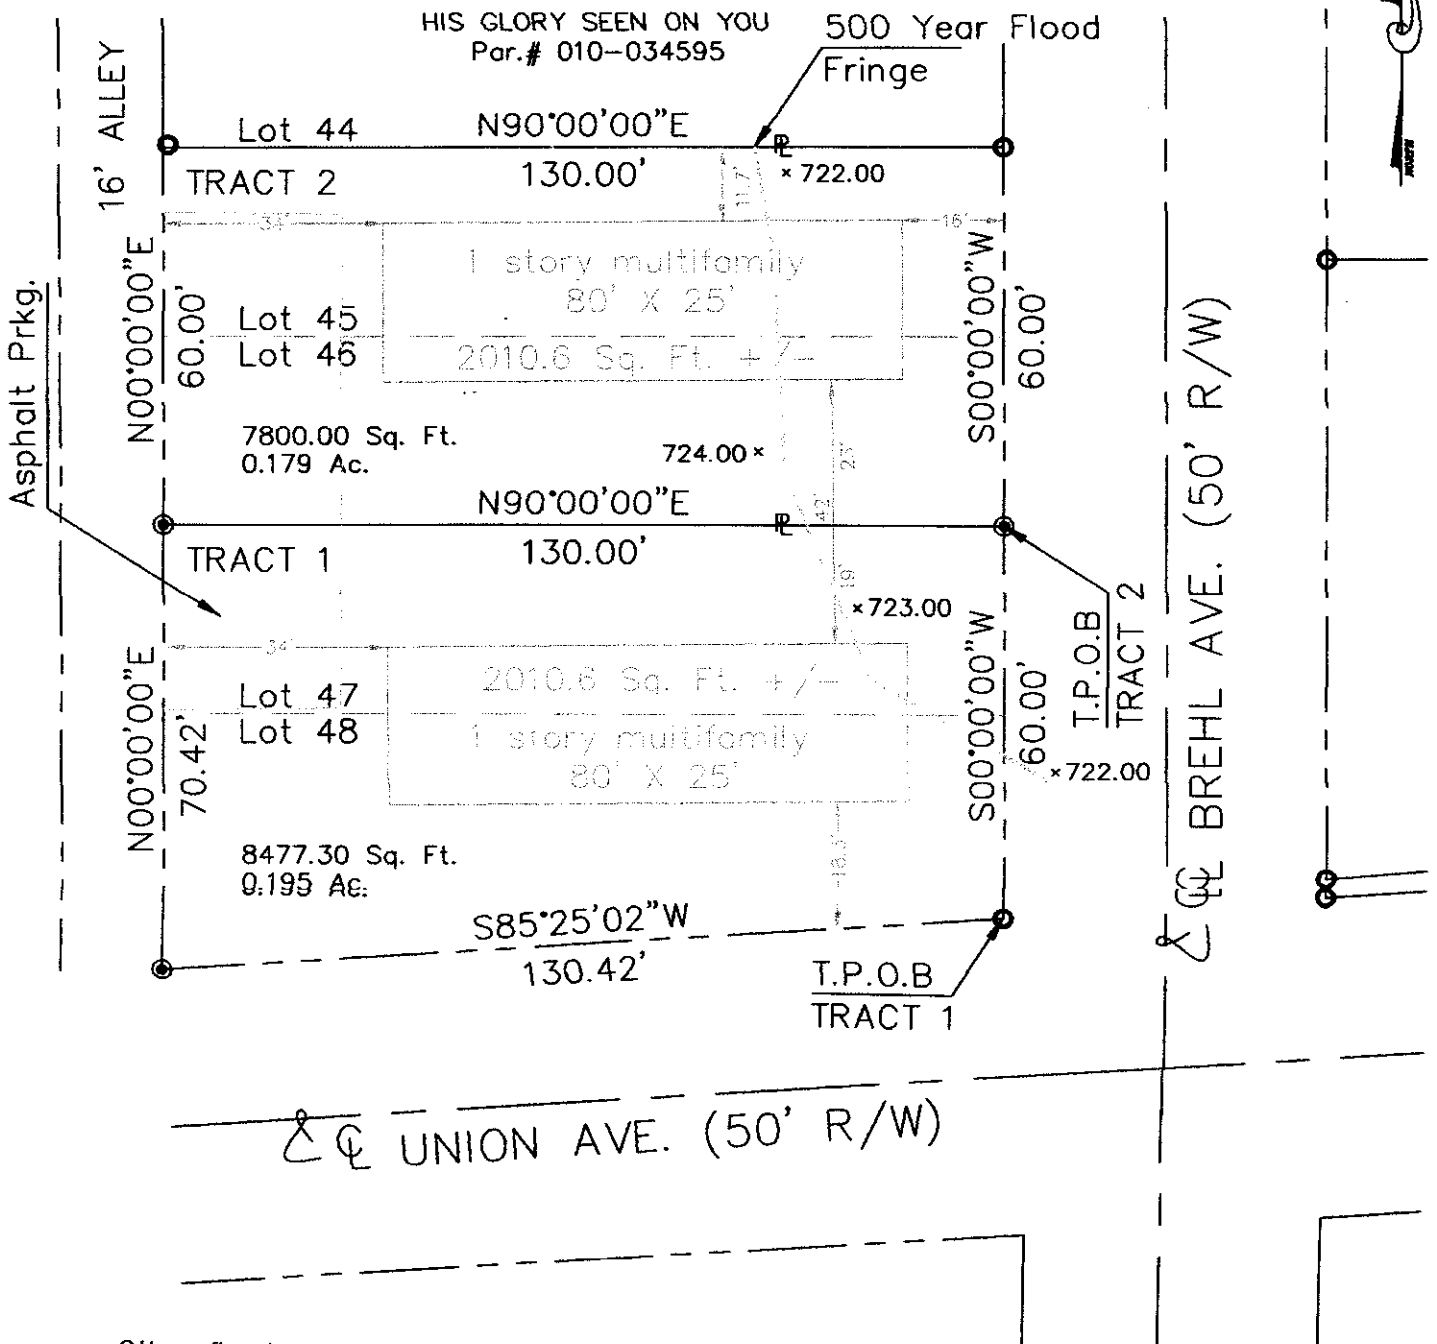 HIS GLORY SEEN ON YOU
Par.# 010-034595
500 Year Flood
Fringe
16' ALLEY
NORTH
Lot 44
N90°00'00"E
TRACT 2
130.00'
722.00
11.7'
34'
16'
N00°00'00"E
60.00'
1 story multifamily
80' X 25'
S00°00'00"W
60.00'
Lot 45
Lot 46
2010.6 Sq. Ft. +/-
Asphalt Prkg.
7800.00 Sq. Ft.
0.179 Ac.
724.00
23'
42'
N90°00'00"E
TRACT 1
130.00'
19'
723.00
T.P.O.B
TRACT 2
BREHL AVE. (50' R/W)
34'
N00°00'00"E
70.42'
2010.6 Sq. Ft. +/-
Lot 47
Lot 48
1 story multifamily
80' X 25'
S00°00'00"W
60.00'
722.00
8477.30 Sq. Ft.
0.195 Ac.
S85°25'02"W
130.42'
T.P.O.B
TRACT 1
UNION AVE. (50' R/W)